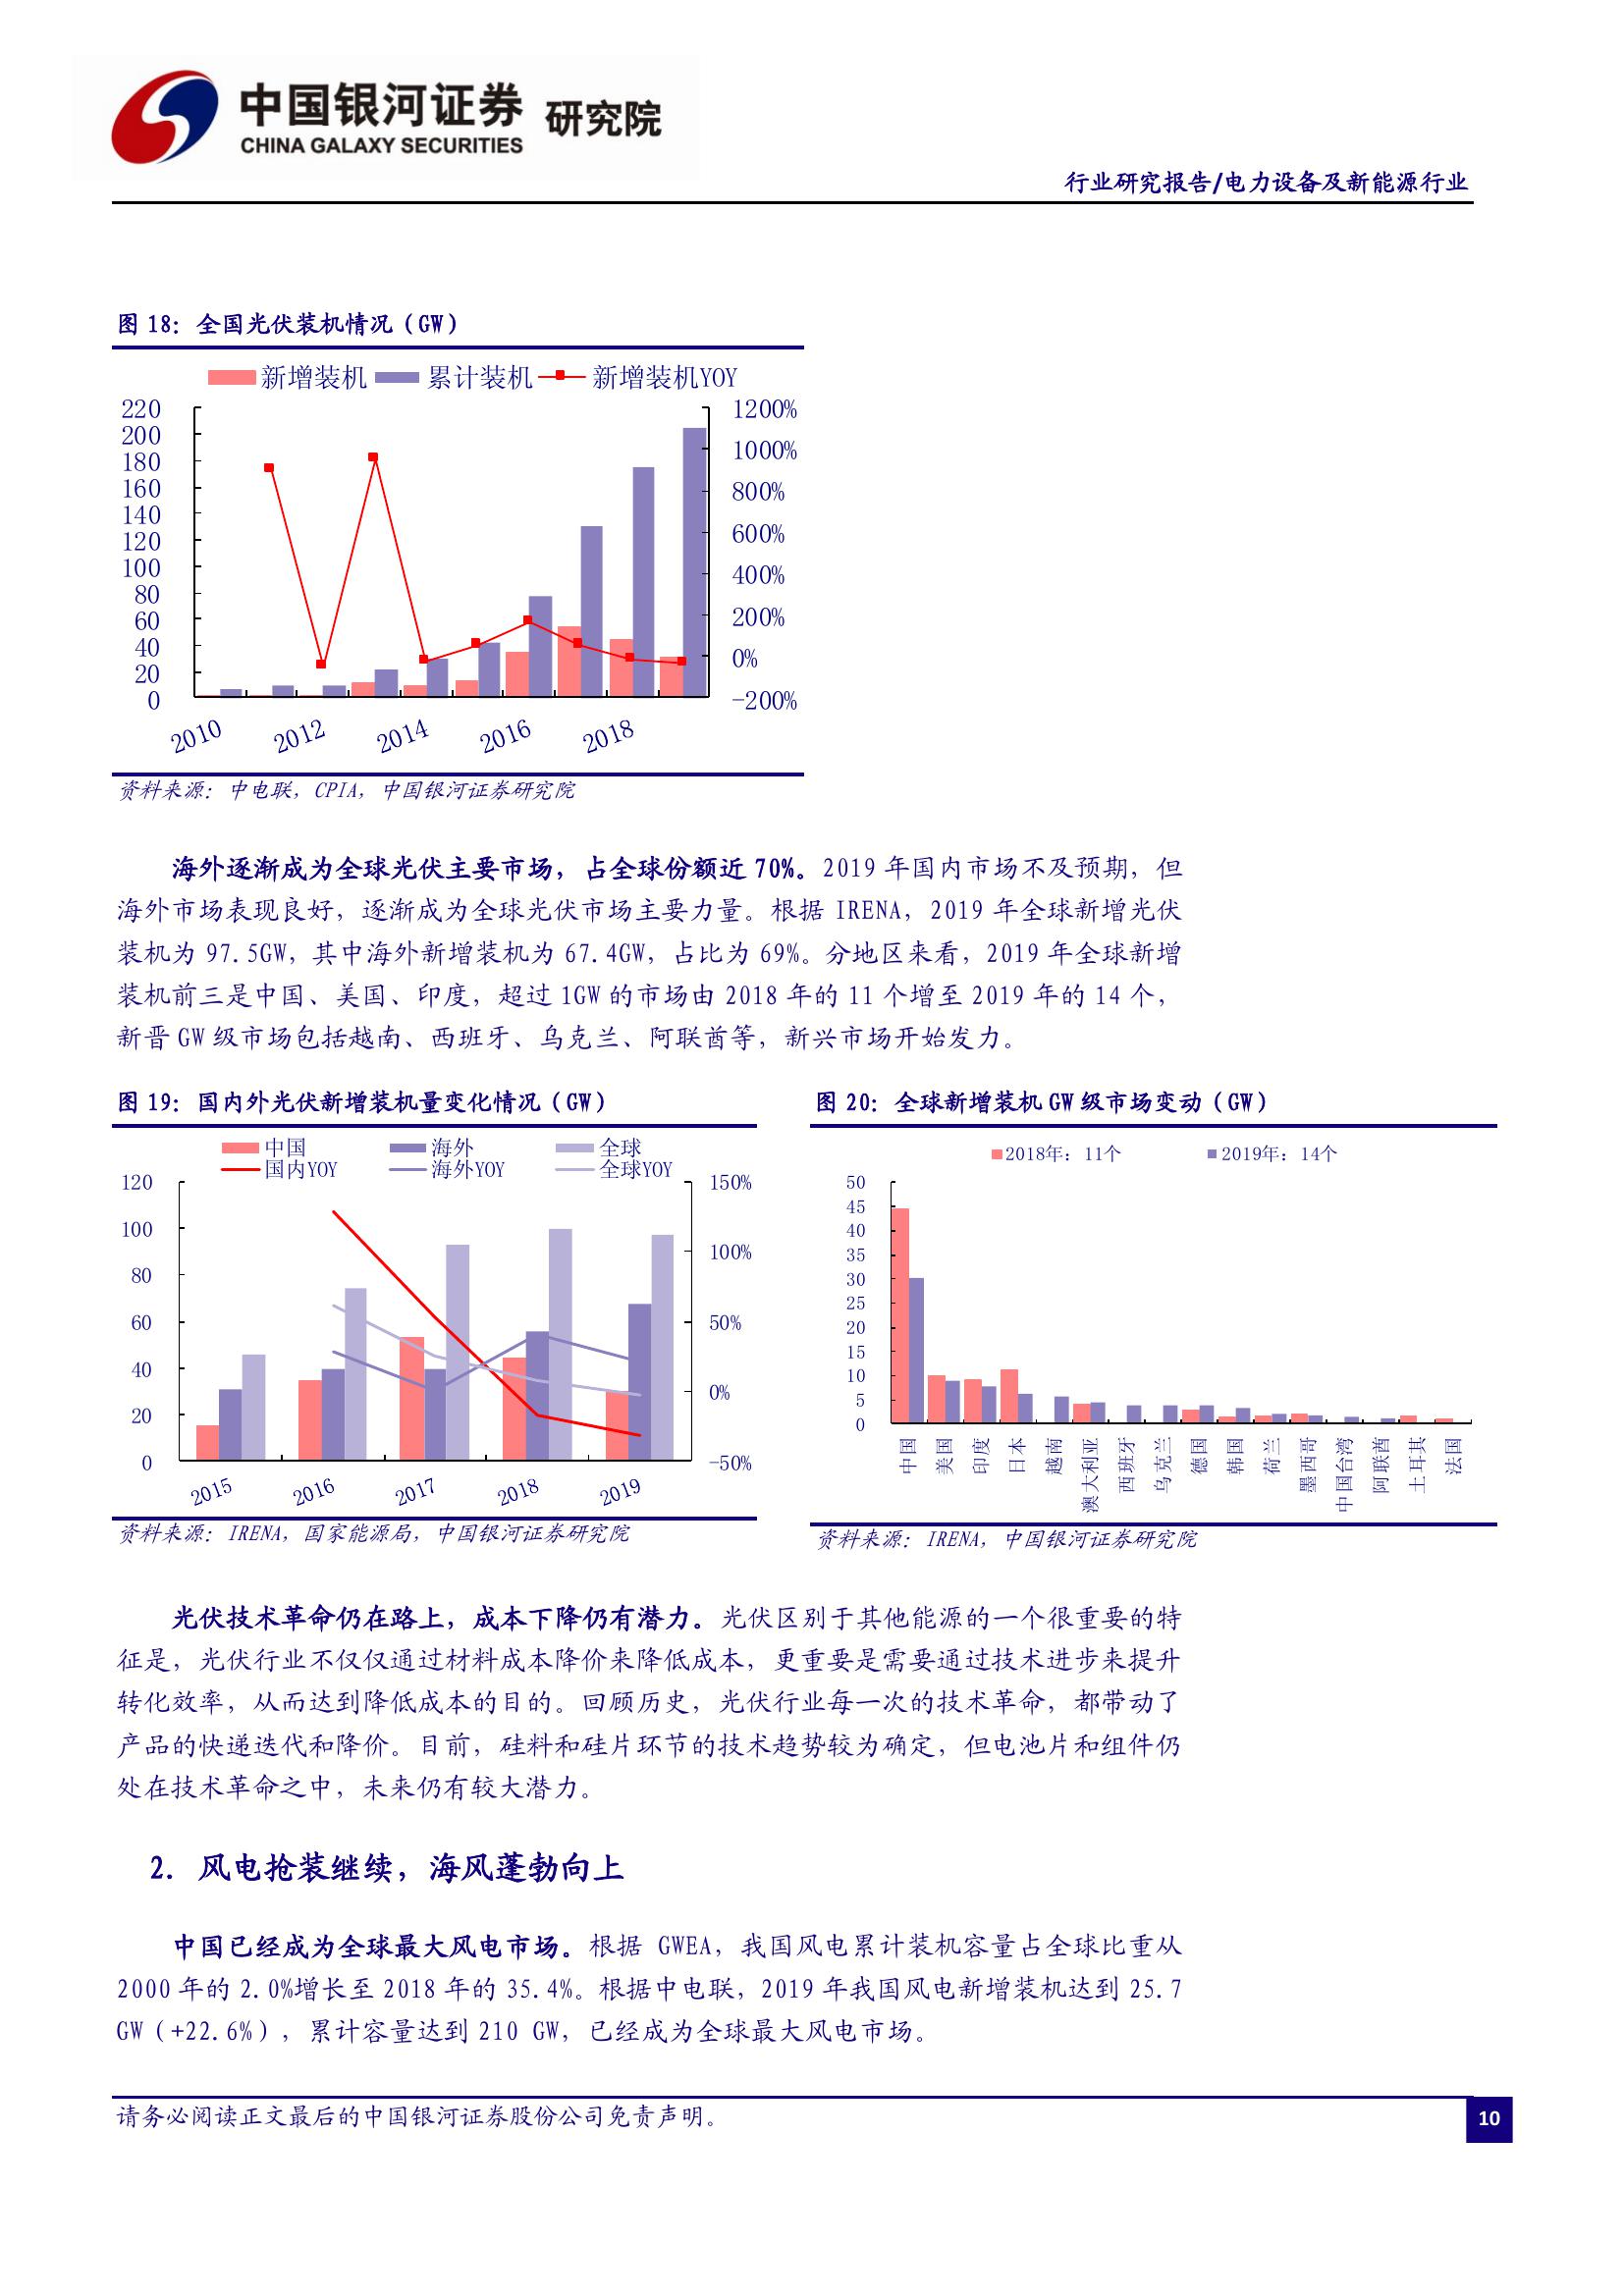 中国银河证券 研究院
CHINA GALAXY SECURITIES
行业研究报告/电力设备及新能源行业
图 18：全国光伏装机情况（GW）
新增装机 累计装机 新增装机YOY
220
200
180
160
140
120
100
80
60
40
20
0
1200%
1000%
800%
600%
400%
200%
0%
-200%
2010 2012 2014 2016 2018
资料来源：中电联，CPIA，中国银河证券研究院
海外逐渐成为全球光伏主要市场，占全球份额近 70%。2019 年国内市场不及预期，但
海外市场表现良好，逐渐成为全球光伏市场主要力量。根据 IRENA，2019 年全球新增光伏
装机为 97.5GW，其中海外新增装机为 67.4GW，占比为 69%。分地区来看，2019 年全球新增
装机前三是中国、美国、印度，超过 1GW 的市场由 2018 年的 11 个增至 2019 年的 14 个，
新晋 GW 级市场包括越南、西班牙、乌克兰、阿联酋等，新兴市场开始发力。
图 19：国内外光伏新增装机量变化情况（GW）
中国 海外 全球
国内YOY 海外YOY 全球YOY
120
100
80
60
40
20
0
150%
100%
50%
0%
-50%
2015 2016 2017 2018 2019
资料来源：IRENA，国家能源局，中国银河证券研究院
图 20：全球新增装机 GW 级市场变动（GW）
2018年：11个 2019年：14个
50
45
40
35
30
25
20
15
10
5
0
中国 美国 印度 日本 越南 澳大利亚 西班牙 乌克兰 德国 韩国 荷兰 墨西哥 中国台湾 阿联酋 土耳其 法国
资料来源：IRENA，中国银河证券研究院
光伏技术革命仍在路上，成本下降仍有潜力。光伏区别于其他能源的一个很重要的特
征是，光伏行业不仅仅通过材料成本降价来降低成本，更重要是需要通过技术进步来提升
转化效率，从而达到降低成本的目的。回顾历史，光伏行业每一次的技术革命，都带动了
产品的快递迭代和降价。目前，硅料和硅片环节的技术趋势较为确定，但电池片和组件仍
处在技术革命之中，未来仍有较大潜力。
2. 风电抢装继续，海风蓬勃向上
中国已经成为全球最大风电市场。根据 GWEA，我国风电累计装机容量占全球比重从
2000 年的 2.0%增长至 2018 年的 35.4%。根据中电联，2019 年我国风电新增装机达到 25.7
GW（+22.6%），累计容量达到 210 GW，已经成为全球最大风电市场。
请务必阅读正文最后的中国银河证券股份公司免责声明。
10